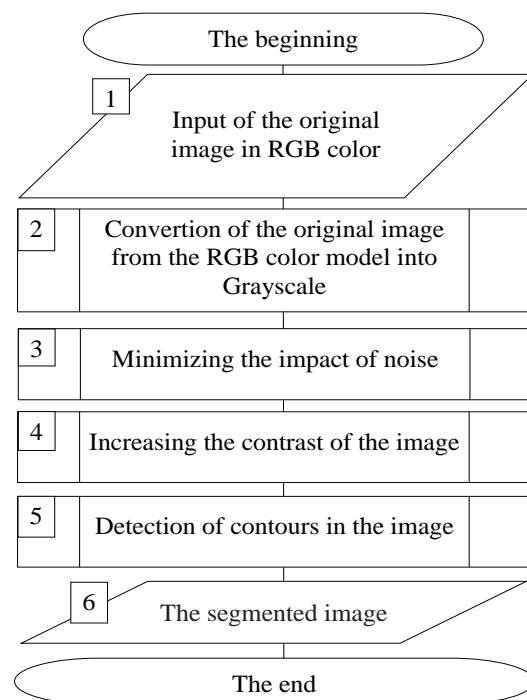 The beginning
1
Input of the original
image in RGB color
2
Convertion of the original image
from the RGB color model into
Grayscale
3
Minimizing the impact of noise
4
Increasing the contrast of the image
5
Detection of contours in the image
6
The segmented image
The end